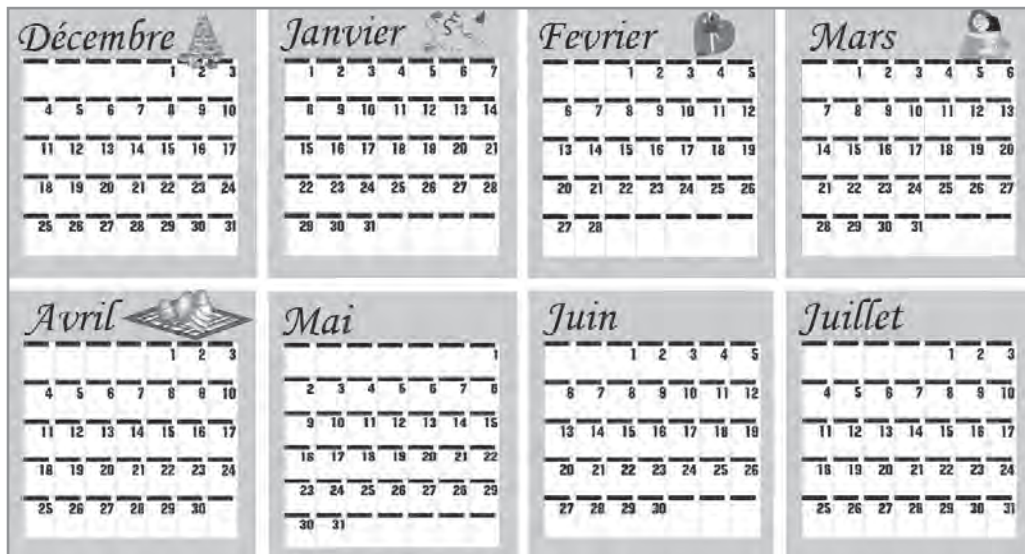 Décembre
1 2 3
4 5 6 7 8 9 10
11 12 13 14 15 16 17
18 19 20 21 22 23 24
25 26 27 28 29 30 31
Janvier
1 2 3 4 5 6 7
8 9 10 11 12 13 14
15 16 17 18 19 20 21
22 23 24 25 26 27 28
29 30 31
Fevrier
1 2 3 4 5
6 7 8 9 10 11 12
13 14 15 16 17 18 19
20 21 22 23 24 25 26
27 28
Mars
1 2 3 4 5 6
7 8 9 10 11 12 13
14 15 16 17 18 19 20
21 22 23 24 25 26 27
28 29 30 31
Avril
1 2 3
4 5 6 7 8 9 10
11 12 13 14 15 16 17
18 19 20 21 22 23 24
25 26 27 28 29 30
Mai
1
2 3 4 5 6 7 8
9 10 11 12 13 14 15
16 17 18 19 20 21 22
23 24 25 26 27 28 29
30 31
Juin
1 2 3 4 5
6 7 8 9 10 11 12
13 14 15 16 17 18 19
20 21 22 23 24 25 26
27 28 29 30
Juillet
1 2 3
4 5 6 7 8 9 10
11 12 13 14 15 16 17
18 19 20 21 22 23 24
25 26 27 28 29 30 31